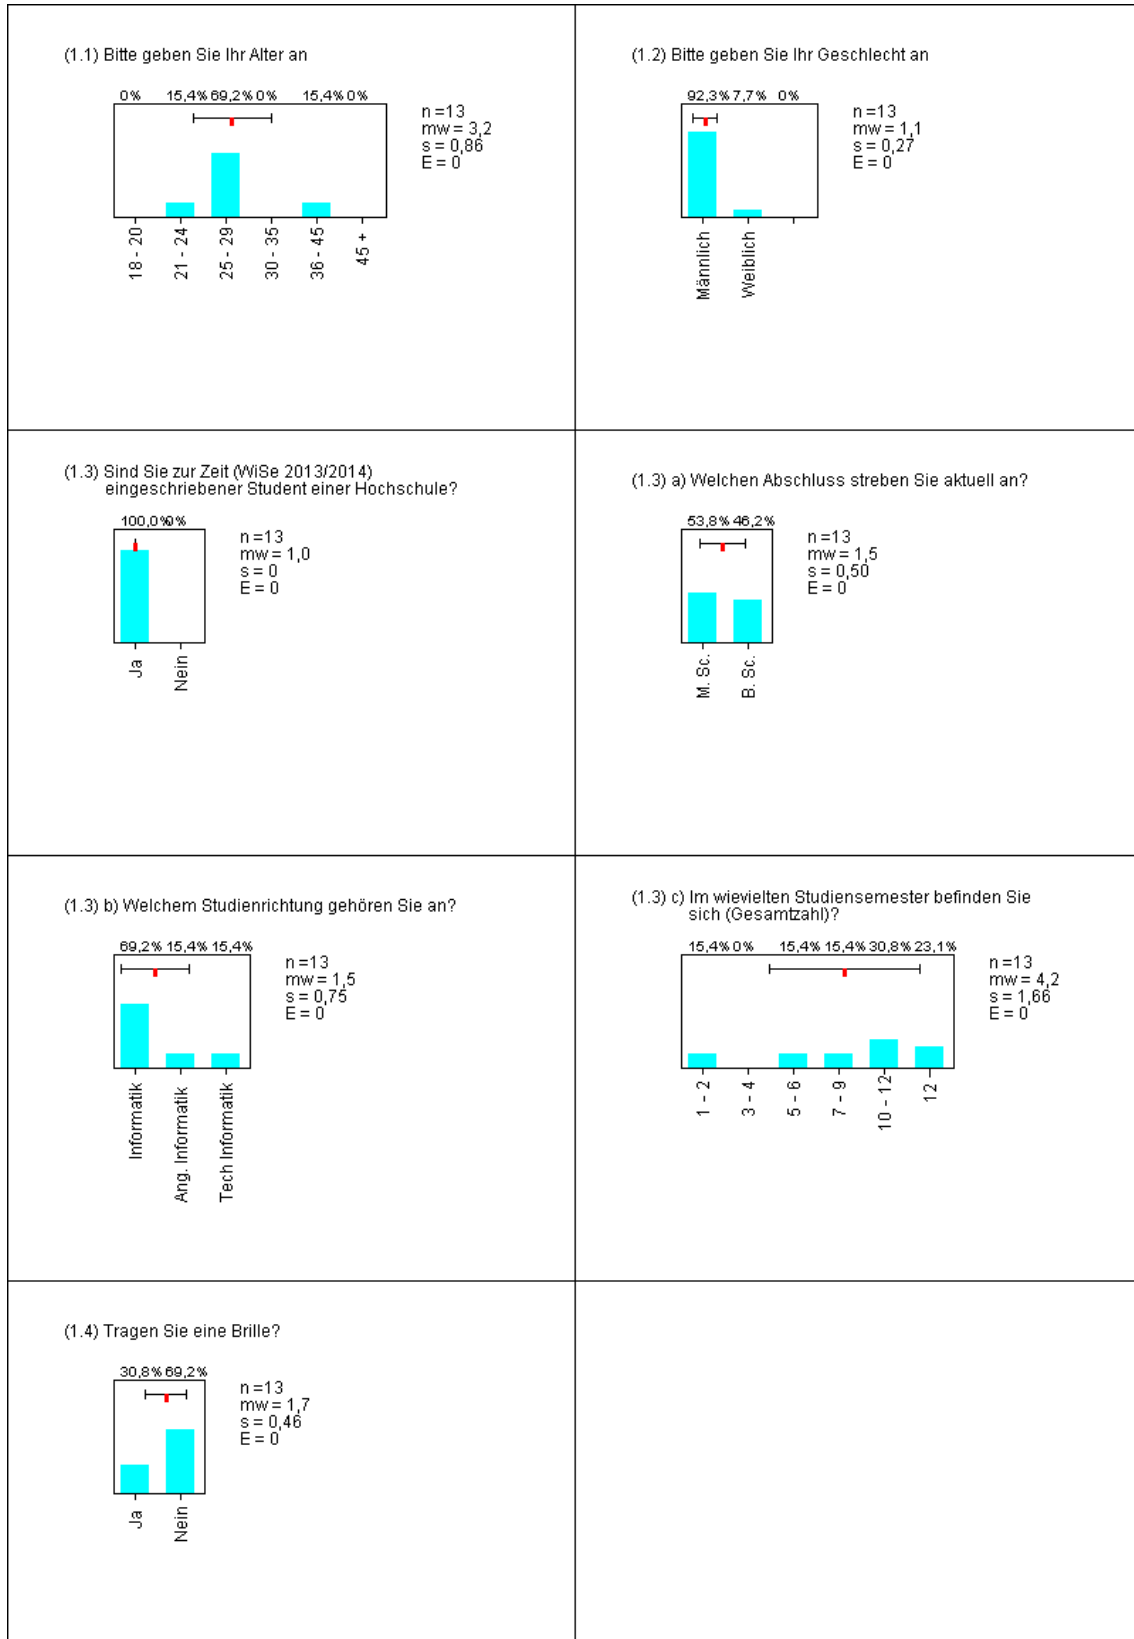 (1.1) Bitte geben Sie Ihr Alter an
0% 15,4% 69,2% 0% 15,4% 0%
n =13
mw = 3,2
s = 0,86
E = 0
18 - 20
21 - 24
25 - 29
30 - 35
36 - 45
45 +
(1.2) Bitte geben Sie Ihr Geschlecht an
92,3% 7,7% 0%
n =13
mw = 1,1
s = 0,27
E = 0
Männlich
Weiblich
(1.3) Sind Sie zur Zeit (WiSe 2013/2014)
eingeschriebener Student einer Hochschule?
100,0% 0%
n =13
mw = 1,0
s = 0
E = 0
Ja
Nein
(1.3) a) Welchen Abschluss streben Sie aktuell an?
53,8% 46,2%
n =13
mw = 1,5
s = 0,50
E = 0
M. Sc.
B. Sc.
(1.3) b) Welchem Studienrichtung gehören Sie an?
69,2% 15,4% 15,4%
n =13
mw = 1,5
s = 0,75
E = 0
Informatik
Ang. Informatik
Tech Informatik
(1.3) c) Im wievielten Studiensemester befinden Sie
sich (Gesamtzahl)?
15,4% 0% 15,4% 15,4% 30,8% 23,1%
n =13
mw = 4,2
s = 1,66
E = 0
1 - 2
3 - 4
5 - 6
7 - 9
10 - 12
12
(1.4) Tragen Sie eine Brille?
30,8% 69,2%
n =13
mw = 1,7
s = 0,46
E = 0
Ja
Nein